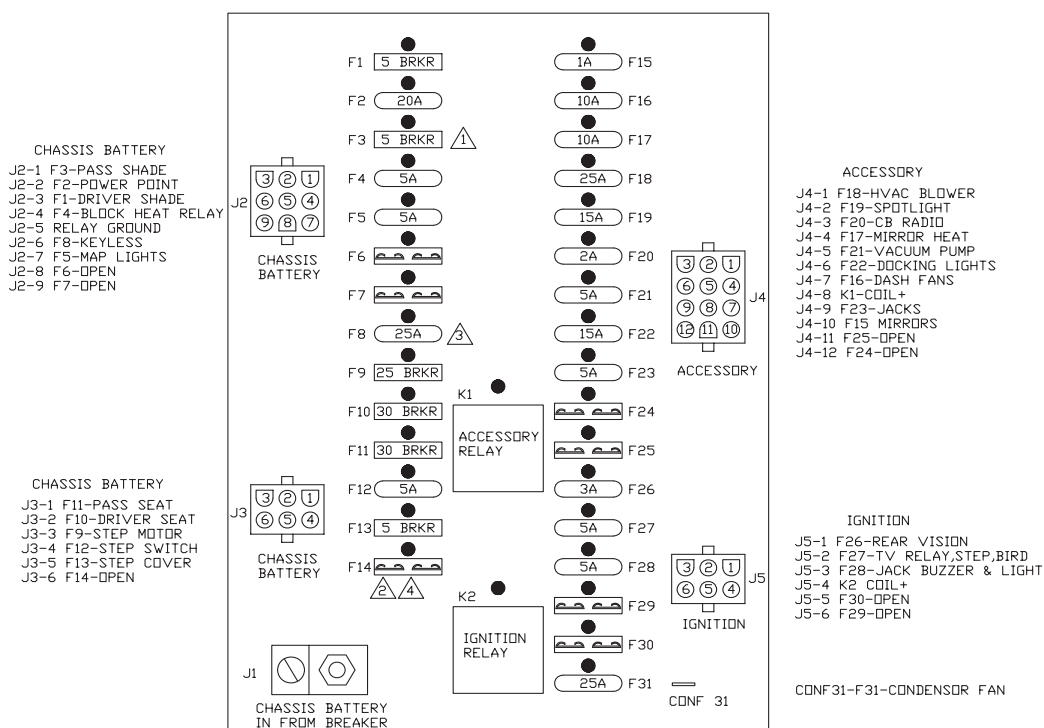 CHASSIS BATTERY
J2-1 F3-PASS SHADE
J2-2 F2-POWER POINT
J2-3 F1-DRIVER SHADE
J2-4 F4-BLOCK HEAT RELAY
J2-5 RELAY GROUND
J2-6 F8-KEYLESS
J2-7 F5-MAP LIGHTS
J2-8 F6-OPEN
J2-9 F7-OPEN
J2
3 2 1
6 5 4
9 8 7
CHASSIS
BATTERY
CHASSIS BATTERY
J3-1 F11-PASS SEAT
J3-2 F10-DRIVER SEAT
J3-3 F9-STEP MOTOR
J3-4 F12-STEP SWITCH
J3-5 F13-STEP COVER
J3-6 F14-OPEN
J3
3 2 1
6 5 4
CHASSIS
BATTERY
J1
CHASSIS BATTERY
IN FROM BREAKER
F1 5 BRKR
F2 20A
F3 5 BRKR 1
F4 5A
F5 5A
F6
F7
F8 25A 3
F9 25 BRKR
F10 30 BRKR
F11 30 BRKR
F12 5A
F13 5 BRKR
F14
2 4
K1
ACCESSORY
RELAY
K2
IGNITION
RELAY
1A F15
10A F16
10A F17
25A F18
15A F19
2A F20
5A F21
15A F22
5A F23
F24
F25
3A F26
5A F27
5A F28
F29
F30
25A F31
3 2 1
6 5 4
9 8 7
12 11 10
J4
ACCESSORY
3 2 1
6 5 4
J5
IGNITION
CONF 31
ACCESSORY
J4-1 F18-HVAC BLOWER
J4-2 F19-SPOTLIGHT
J4-3 F20-CB RADIO
J4-4 F17-MIRROR HEAT
J4-5 F21-VACUUM PUMP
J4-6 F22-DOCKING LIGHTS
J4-7 F16-DASH FANS
J4-8 K1-COIL+
J4-9 F23-JACKS
J4-10 F15 MIRRORS
J4-11 F25-OPEN
J4-12 F24-OPEN
IGNITION
J5-1 F26-REAR VISION
J5-2 F27-TV RELAY,STEP,BIRD
J5-3 F28-JACK BUZZER & LIGHT
J5-4 K2 COIL+
J5-5 F30-OPEN
J5-6 F29-OPEN
CONF31-F31-CONDENSOR FAN